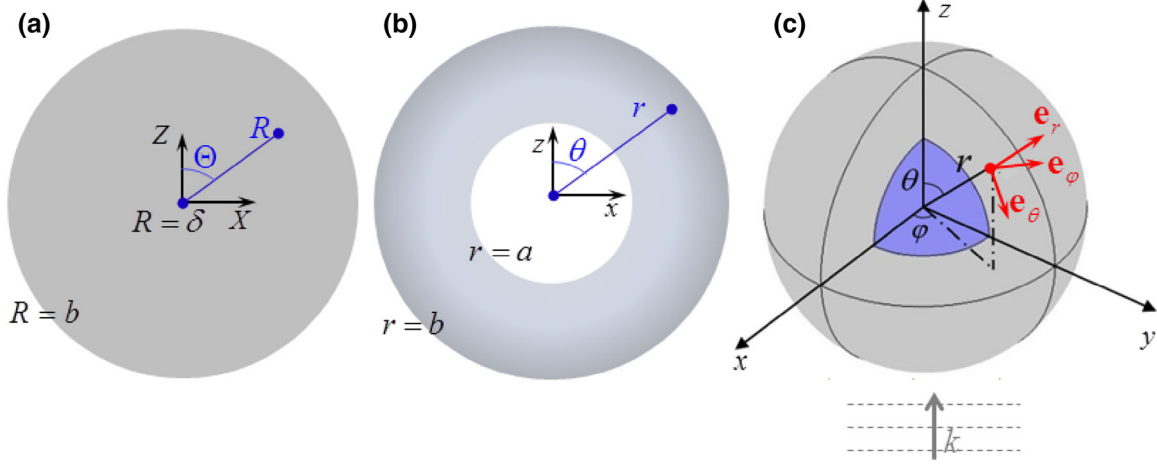 (a)
Z
R
Θ
R = δ
X
R = b
(b)
r
z
θ
x
r = a
r = b
(c)
z
e_r
r
e_φ
θ
e_θ
φ
x
y
k